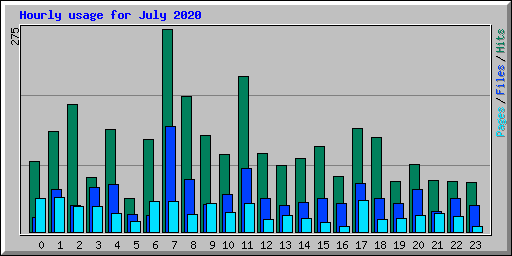 Hourly usage for July 2020
275
Pages/Files/Hits
0 1 2 3 4 5 6 7 8 9 10 11 12 13 14 15 16 17 18 19 20 21 22 23